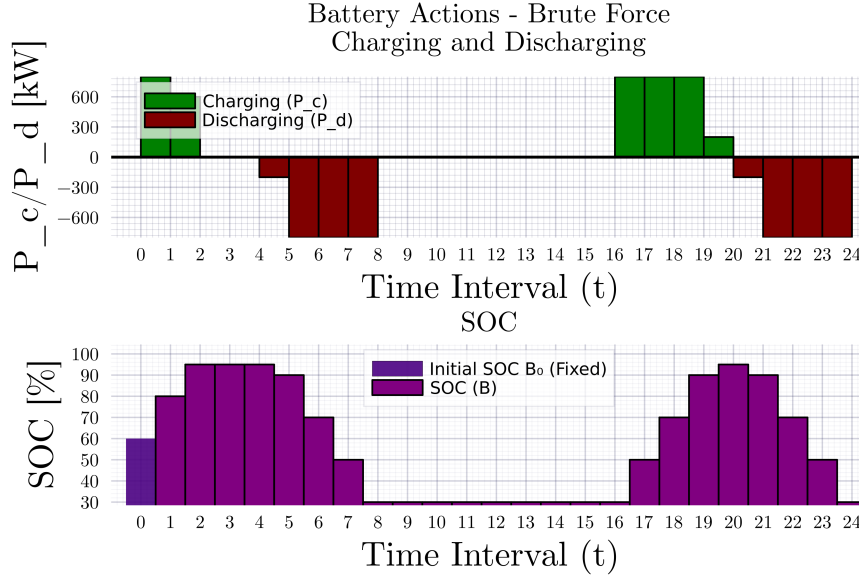 Battery Actions - Brute Force
Charging and Discharging
P_c/P_d [kW]
600
300
0
−300
−600
Charging (P_c)
Discharging (P_d)
0 1 2 3 4 5 6 7 8 9 10 11 12 13 14 15 16 17 18 19 20 21 22 23 24
Time Interval (t)
SOC
SOC [%]
100
90
80
70
60
50
40
30
Initial SOC B₀ (Fixed)
SOC (B)
0 1 2 3 4 5 6 7 8 9 10 11 12 13 14 15 16 17 18 19 20 21 22 23 24
Time Interval (t)